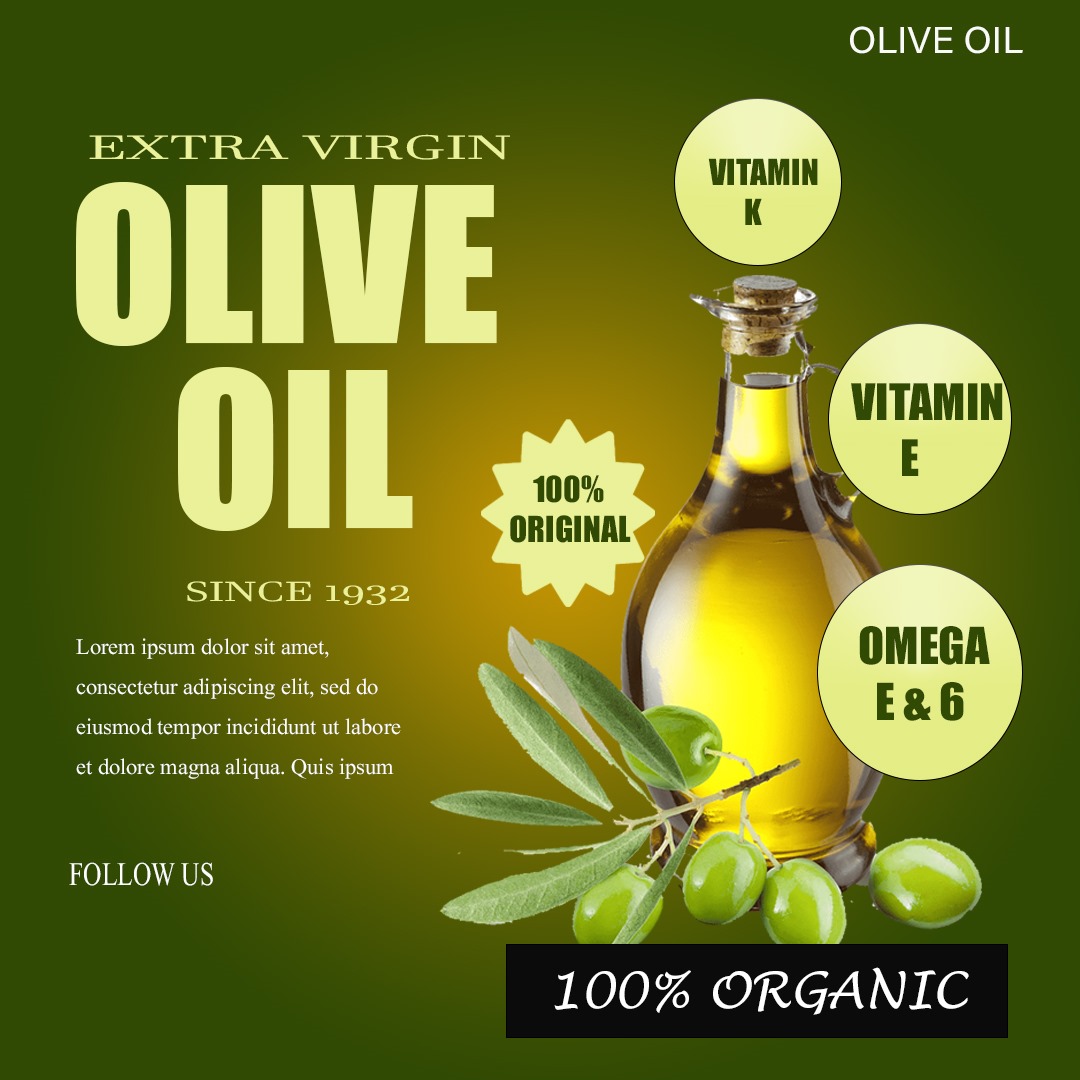 OLIVE OIL
EXTRA VIRGIN
OLIVE
OIL
SINCE 1932
Lorem ipsum dolor sit amet,
consectetur adipiscing elit, sed do
eiusmod tempor incididunt ut labore
et dolore magna aliqua. Quis ipsum
FOLLOW US
VITAMIN
K
VITAMIN
E
100%
ORIGINAL
OMEGA
E & 6
100% ORGANIC